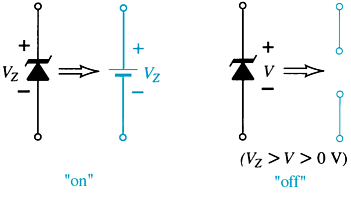 + V_Z − + V_Z −
+ V −
(V_Z > V > 0 V)
"on" "off"